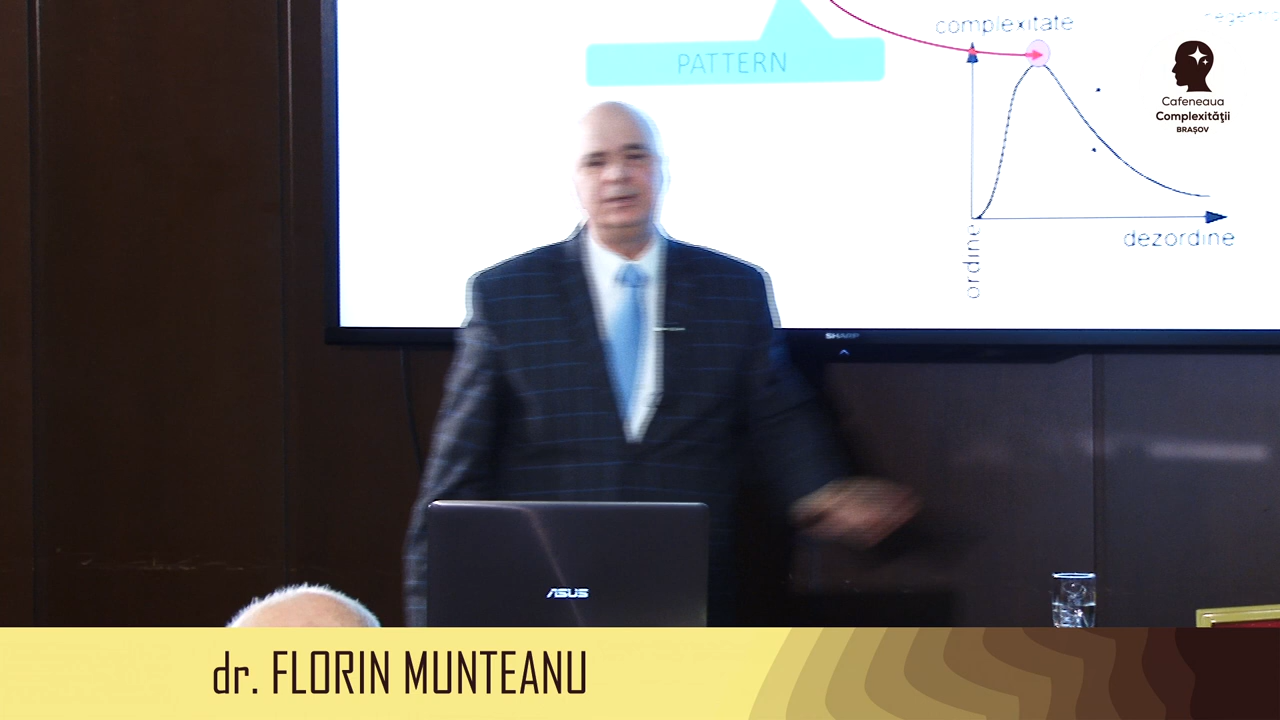 complexitate
PATTERN
Cafeneaua
Complexității
BRAȘOV
dezordine
ordine
SHARP
ASUS
dr. FLORIN MUNTEANU